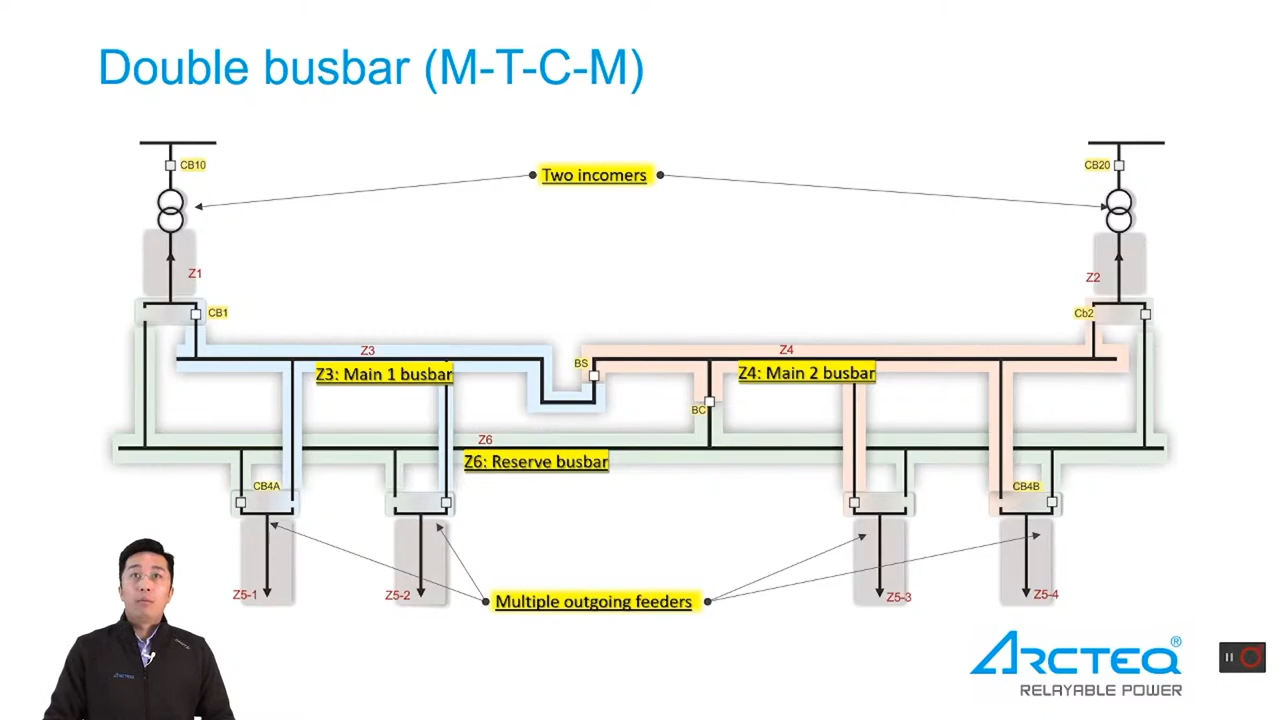 Double busbar (M-T-C-M)
CB10
Two incomers
CB20
Z1
Z2
CB1
Cb2
Z3
BS
Z4
Z3: Main 1 busbar
Z4: Main 2 busbar
BC
Z6
Z6: Reserve busbar
CB4A
CB4B
Z5-1
Z5-2
Multiple outgoing feeders
Z5-3
Z5-4
ARCTEQ®
RELAYABLE POWER
ARCTEQ